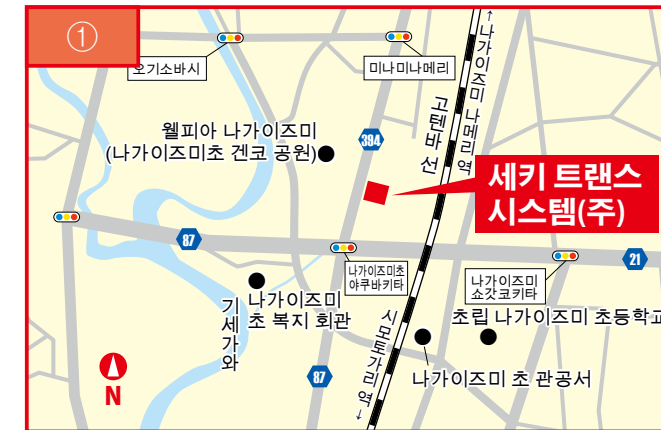 ①
오기소바시
미나미나메리
←나가이즈미 나메리 역
고텐바 선
웰피아 나가이즈미
(나가이즈미초 겐코 공원)
394
세키 트랜스
시스템(주)
87
나가이즈미초
야쿠바키타
21
나가이즈미
쇼갓코키타
나가이즈미
초 복지 회관
기세가와
초립 나가이즈미 초등학교
시모토가리 역→
87
나가이즈미 초 관공서
N